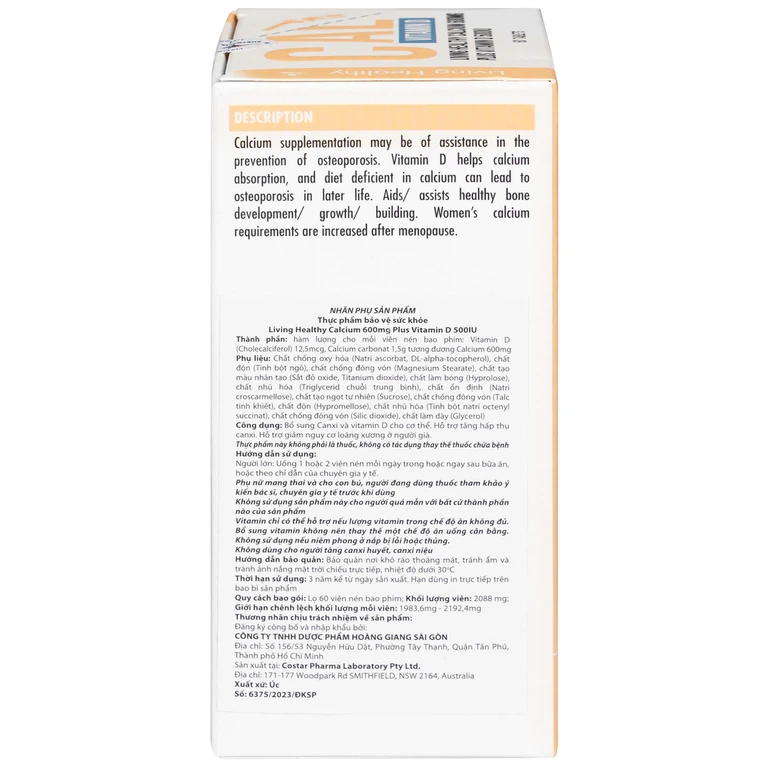 CAL
VITAMIN D
LIVING HEALTHY CALCIUM 600MG
PLUS VITAMIN D 500IU
60 TABLETS
Living Healthy
DESCRIPTION
Calcium supplementation may be of assistance in the
prevention of osteoporosis. Vitamin D helps calcium
absorption, and diet deficient in calcium can lead to
osteoporosis in later life. Aids/ assists healthy bone
development/ growth/ building. Women's calcium
requirements are increased after menopause.
NHÃN PHỤ SẢN PHẨM
Thực phẩm bảo vệ sức khỏe
Living Healthy Calcium 600mg Plus Vitamin D 500IU
Thành phần: hàm lượng cho mỗi viên nén bao phim: Vitamin D
(Cholecalciferol) 12,5mcg, Calcium carbonat 1,5g tương đương Calcium 600mg
Phụ liệu: Chất chống oxy hóa (Natri ascorbat, DL-alpha-tocopherol), chất
độn (Tinh bột ngô), chất chống đông vón (Magnesium Stearate), chất tạo
màu nhân tạo (Sắt đỏ oxide, Titanium dioxide), chất làm bóng (Hyprolose),
chất nhũ hóa (Triglycerid chuỗi trung bình), chất ổn định (Natri
croscarmellose), chất tạo ngọt tự nhiên (Sucrose), chất chống đông vón (Talc
tinh khiết), chất độn (Hypromellose), chất nhũ hóa (Tinh bột natri octenyl
succinat), chất chống đông vón (Silic dioxide), chất làm dày (Glycerol)
Công dụng: Bổ sung Canxi và vitamin D cho cơ thể. Hỗ trợ tăng hấp thu
canxi. Hỗ trợ giảm nguy cơ loãng xương ở người già.
Thực phẩm này không phải là thuốc, không có tác dụng thay thế thuốc chữa bệnh
Hướng dẫn sử dụng:
Người lớn: Uống 1 hoặc 2 viên nén mỗi ngày trong hoặc ngay sau bữa ăn,
hoặc theo chỉ dẫn của chuyên gia y tế.
Phụ nữ mang thai và cho con bú, người đang dùng thuốc tham khảo ý
kiến bác sĩ, chuyên gia y tế trước khi dùng
Không sử dụng sản phẩm này cho người quá mẫn với bất cứ thành phần
nào của sản phẩm
Vitamin chỉ có thể hỗ trợ nếu lượng vitamin trong chế độ ăn không đủ.
Bổ sung vitamin không nên thay thế một chế độ ăn uống cân bằng.
Không sử dụng nếu niêm phong ở nắp bị lỗi hoặc thủng.
Không dùng cho người tăng canxi huyết, canxi niệu
Hướng dẫn bảo quản: Bảo quản nơi khô ráo thoáng mát, tránh ẩm và
tránh ánh nắng mặt trời chiếu trực tiếp, nhiệt độ dưới 30°C
Thời hạn sử dụng: 3 năm kể từ ngày sản xuất. Hạn dùng in trực tiếp trên
bao bì sản phẩm
Quy cách bao gói: Lọ 60 viên nén bao phim; Khối lượng viên: 2088 mg;
Giới hạn chênh lệch khối lượng mỗi viên: 1983,6mg - 2192,4mg
Thương nhân chịu trách nhiệm về sản phẩm:
Đăng ký công bố và nhập khẩu bởi:
CÔNG TY TNHH DƯỢC PHẨM HOÀNG GIANG SÀI GÒN
Địa chỉ: Số 156/53 Nguyễn Hữu Dật, Phường Tây Thạnh, Quận Tân Phú,
Thành phố Hồ Chí Minh
Sản xuất tại: Costar Pharma Laboratory Pty Ltd.
Địa chỉ: 171-177 Woodpark Rd SMITHFIELD, NSW 2164, Australia
Xuất xứ: Úc
Số: 6375/2023/ĐKSP